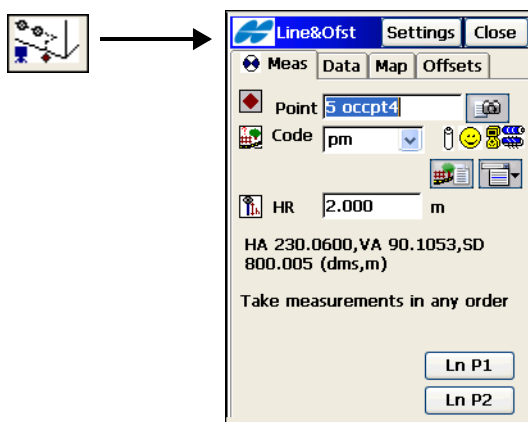 Line&Ofst Settings Close
Meas Data Map Offsets
Point 5 occpt4
Code pm
HR 2.000 m
HA 230.0600,VA 90.1053,SD
800.005 (dms,m)
Take measurements in any order
Ln P1
Ln P2